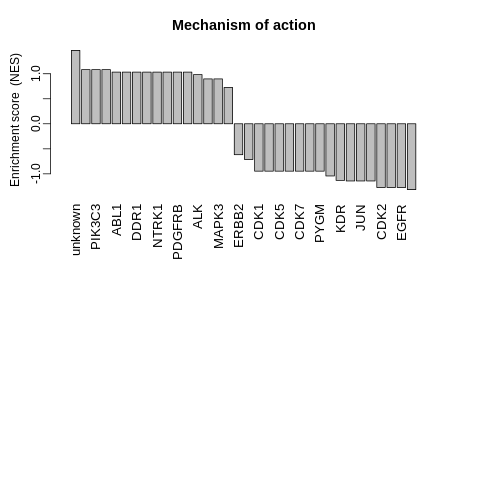 Mechanism of action
Enrichment score (NES)
1.0
0.0
-1.0
unknown
PIK3C3
ABL1
DDR1
NTRK1
PDGFRB
ALK
MAPK3
ERBB2
CDK1
CDK5
CDK7
PYGM
KDR
JUN
CDK2
EGFR